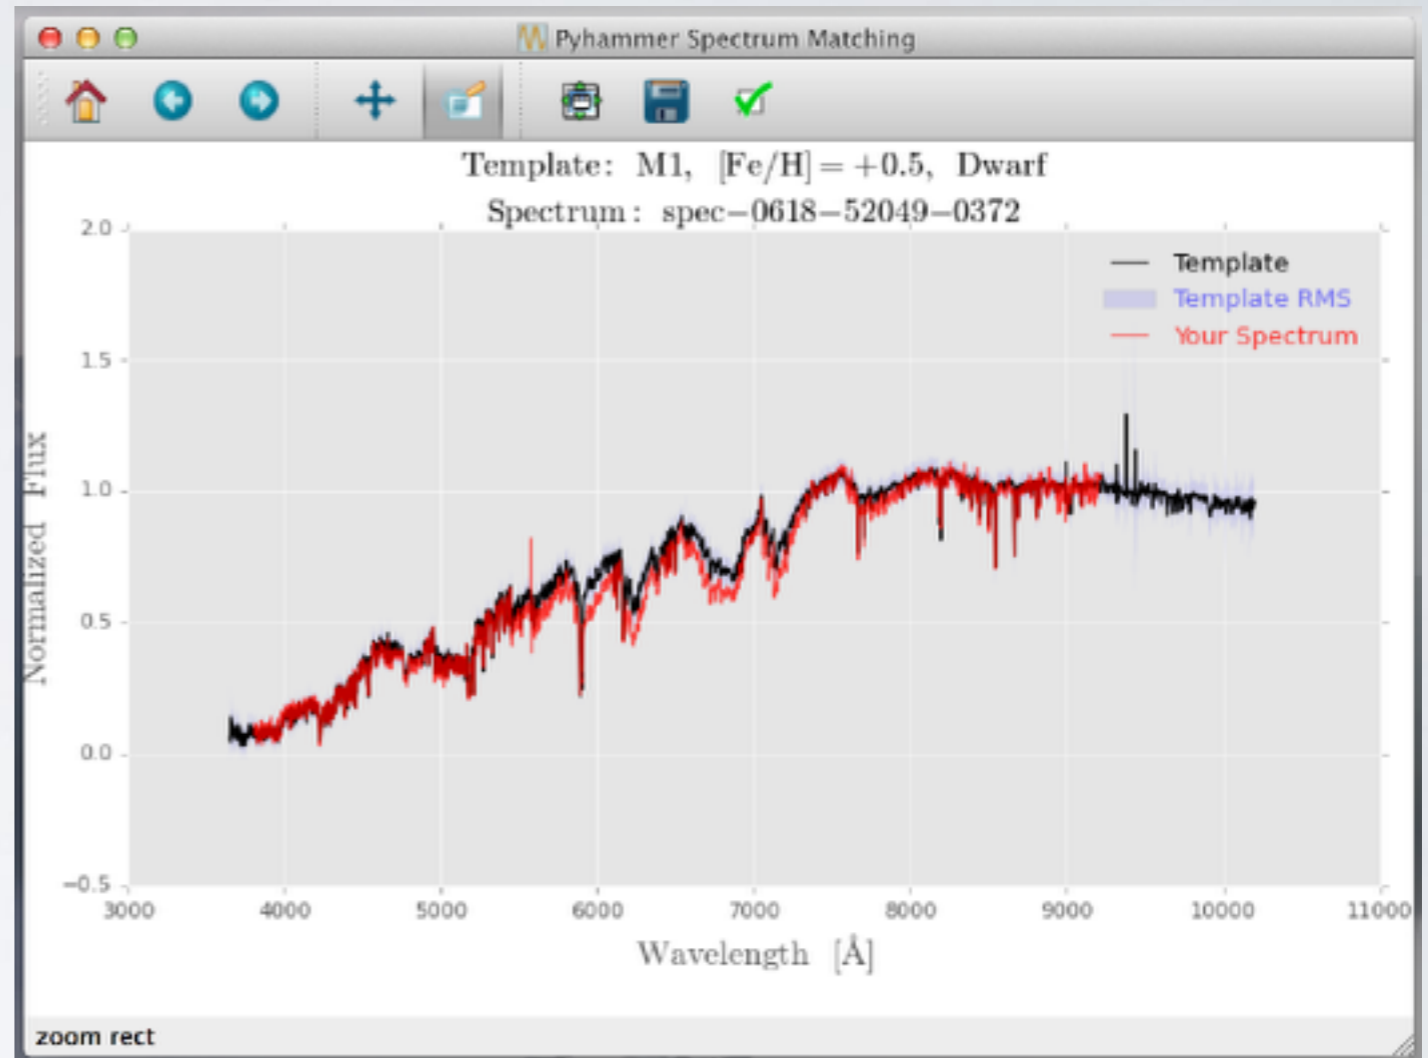 Pyhammer Spectrum Matching
Template: M1, [Fe/H] = +0.5, Dwarf
Spectrum: spec−0618−52049−0372
2.0
1.5
1.0
0.5
0.0
−0.5
Normalized Flux
Template
Template RMS
Your Spectrum
3000 4000 5000 6000 7000 8000 9000 10000 11000
Wavelength [Å]
zoom rect